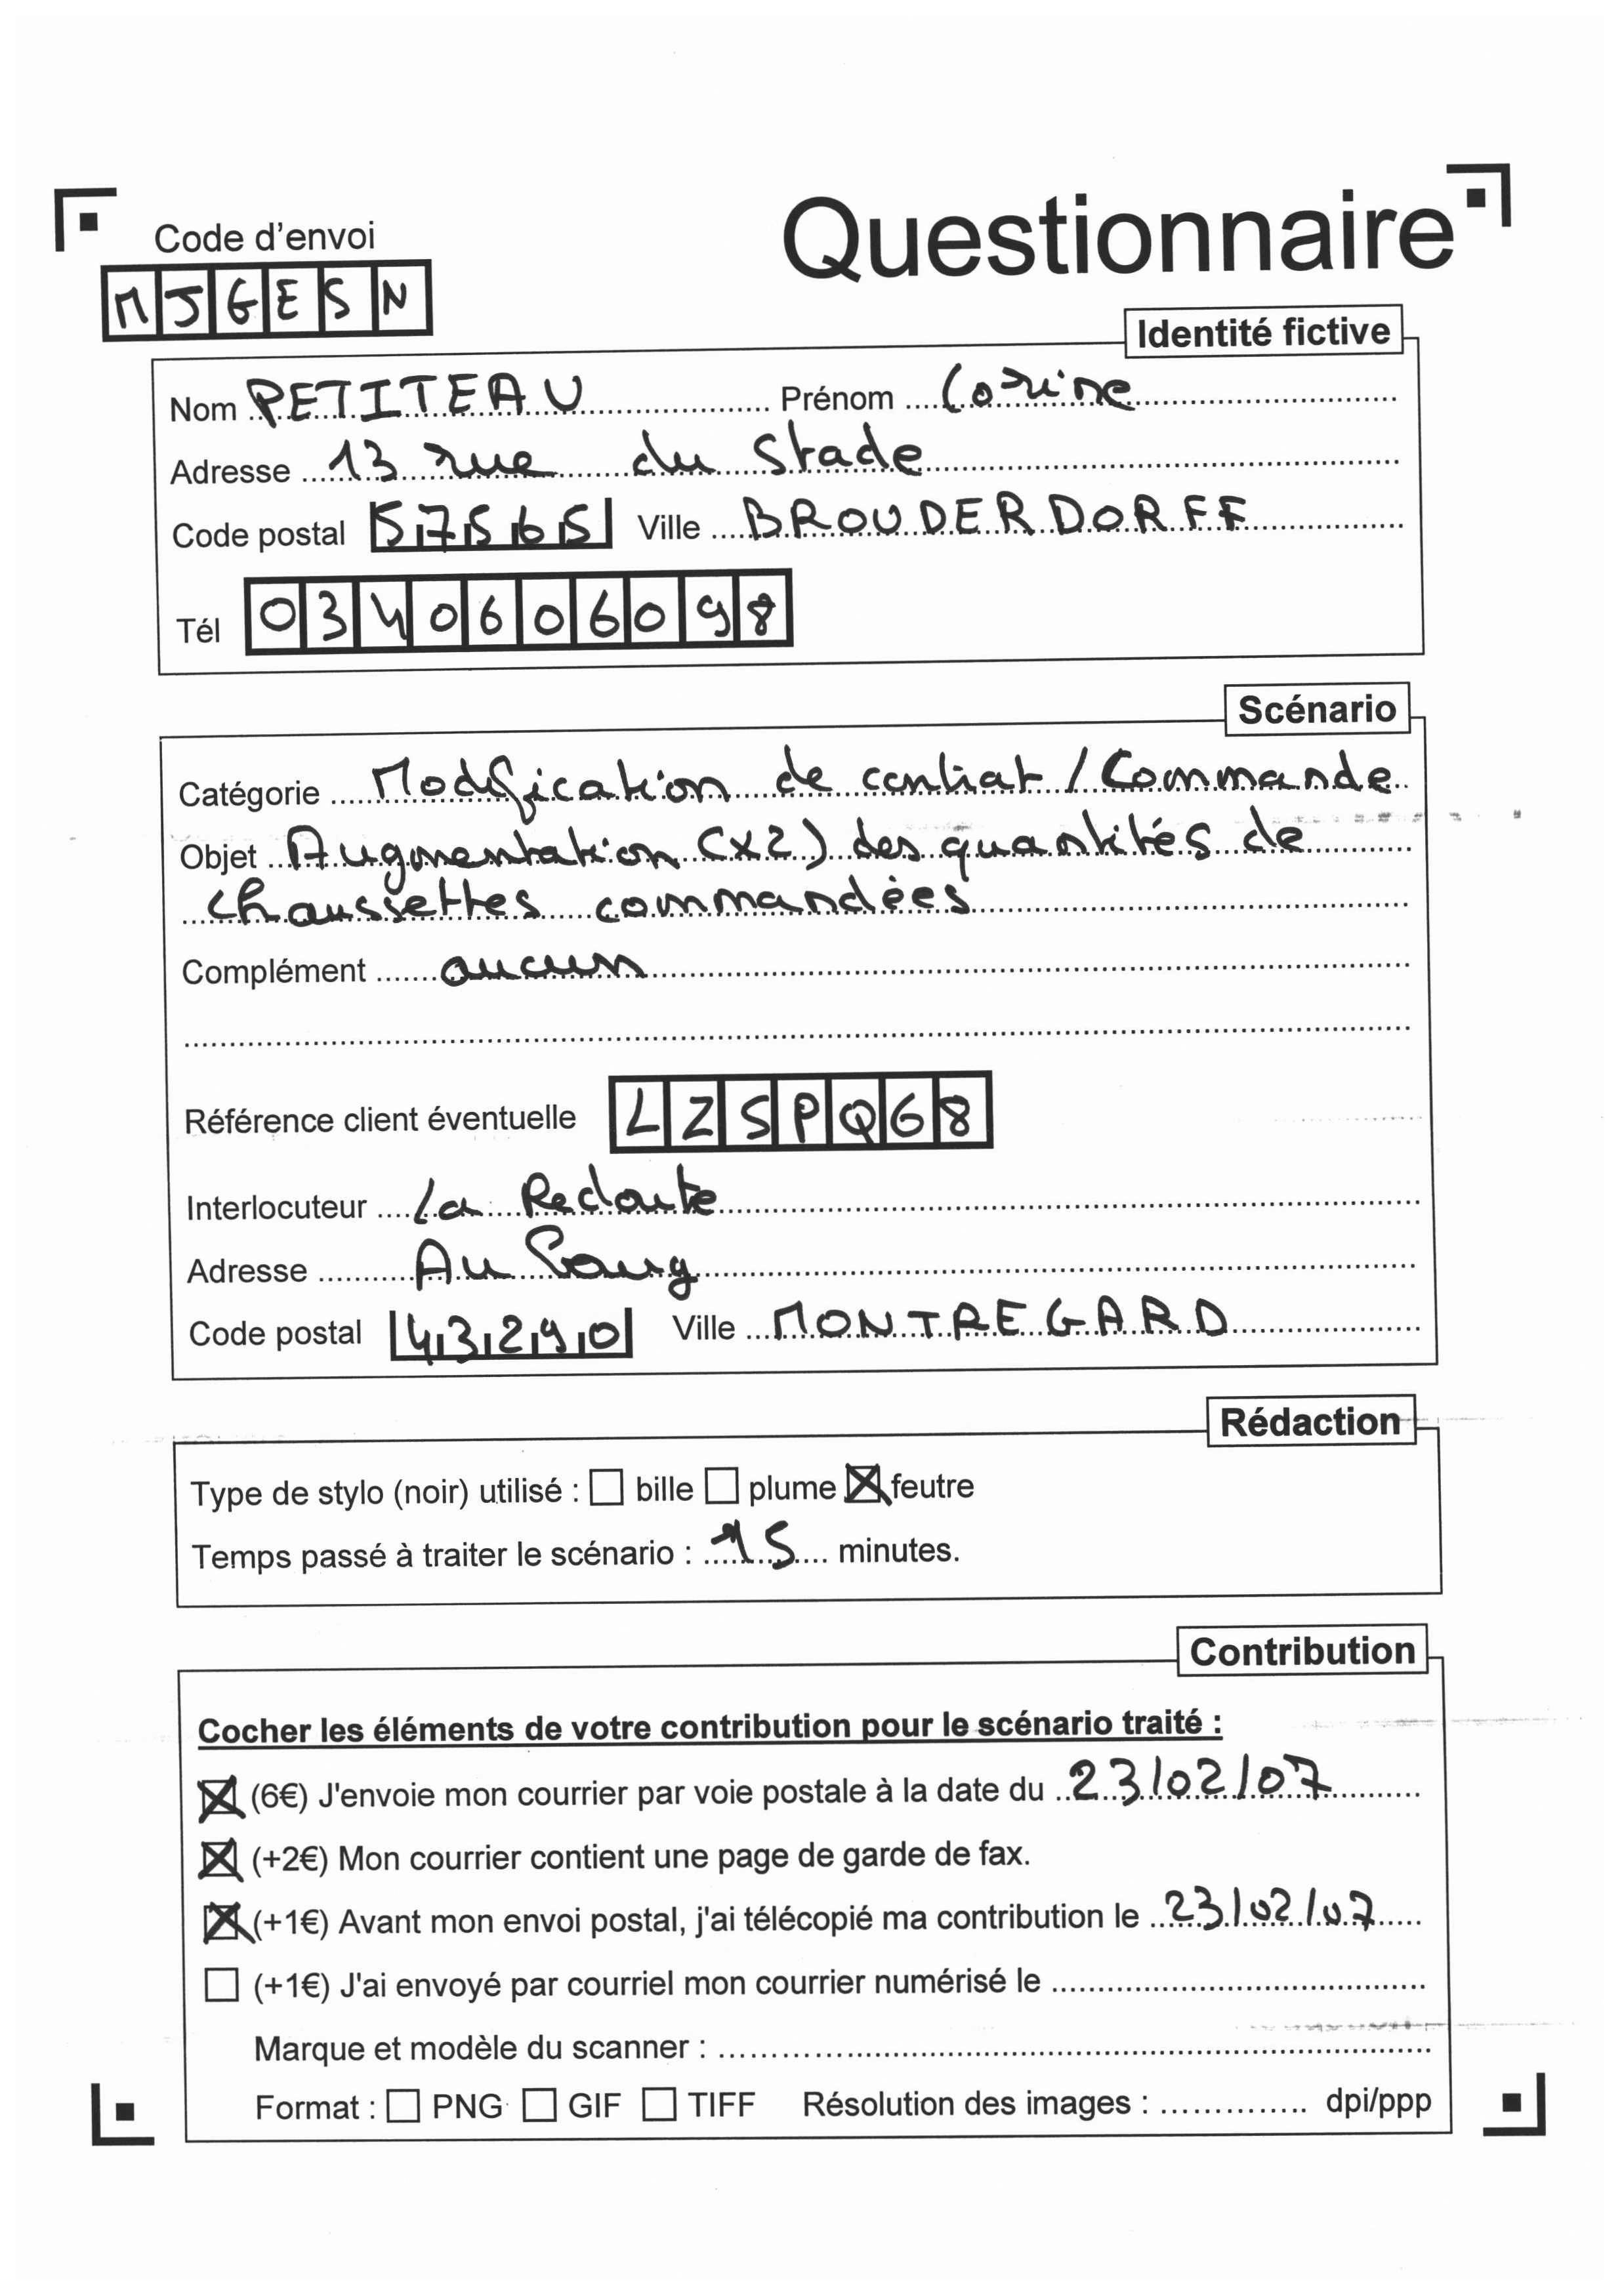 Questionnaire
Code d'envoi
MJGESN
Identité fictive
Nom PETITEAU Prénom Corine
Adresse 13 rue du Stade
Code postal 57565 Ville BROUDERDORFF
Tél 0340606098
Scénario
Catégorie Modification de contrat / Commande
Objet Augmentation (x2) des quantités de
chaussettes commandées
Complément aucun
Référence client éventuelle LZSPQ68
Interlocuteur La Redoute
Adresse Au Coung
Code postal 43290 Ville MONTREGARD
Rédaction
Type de stylo (noir) utilisé : bille plume feutre
Temps passé à traiter le scénario : 15 minutes.
Contribution
Cocher les éléments de votre contribution pour le scénario traité :
(6€) J'envoie mon courrier par voie postale à la date du 23/02/07
(+2€) Mon courrier contient une page de garde de fax.
(+1€) Avant mon envoi postal, j'ai télécopié ma contribution le 23/02/07
(+1€) J'ai envoyé par courriel mon courrier numérisé le
Marque et modèle du scanner :
Format : PNG GIF TIFF Résolution des images : dpi/ppp